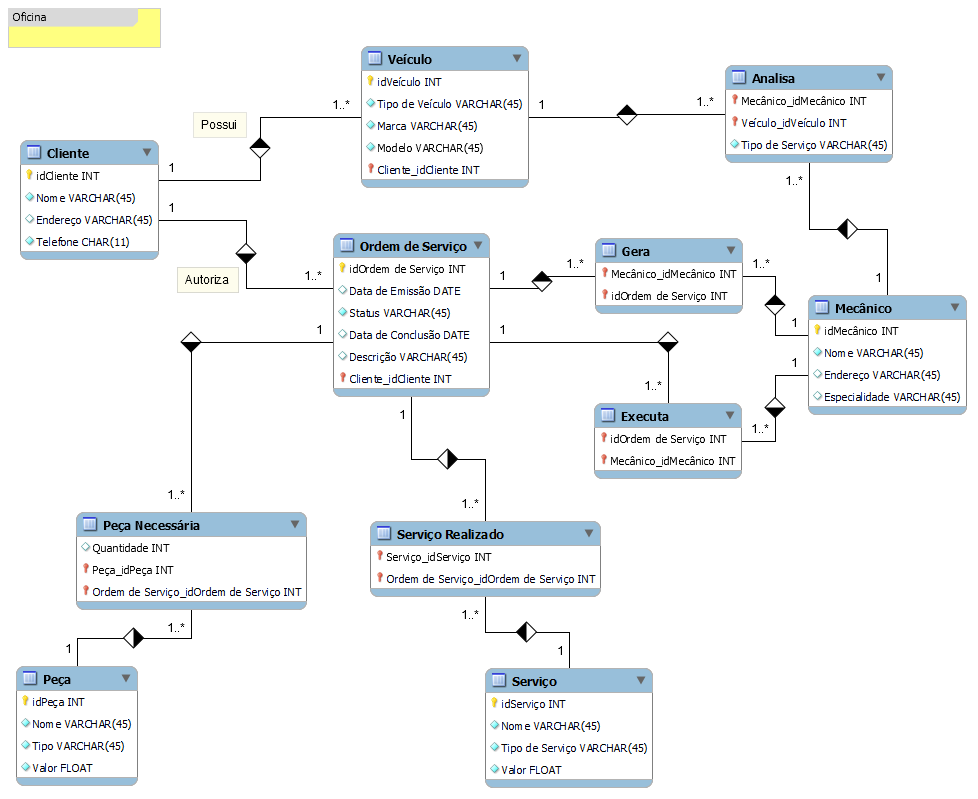 Oficina
Veículo
idVeículo INT
Tipo de Veículo VARCHAR(45)
Marca VARCHAR(45)
Modelo VARCHAR(45)
Cliente_idCliente INT
1
1..*
Analisa
Mecânico_idMecânico INT
Veículo_idVeículo INT
Tipo de Serviço VARCHAR(45)
1..*
1
Possui
1..*
Cliente
idCliente INT
Nome VARCHAR(45)
Endereço VARCHAR(45)
Telefone CHAR(11)
1
1
Autoriza
1..*
Ordem de Serviço
idOrdem de Serviço INT
Data de Emissão DATE
Status VARCHAR(45)
Data de Conclusão DATE
Descrição VARCHAR(45)
Cliente_idCliente INT
1
1..*
Gera
Mecânico_idMecânico INT
idOrdem de Serviço INT
1..*
1
Mecânico
idMecânico INT
Nome VARCHAR(45)
Endereço VARCHAR(45)
Especialidade VARCHAR(45)
1
1
1
1..*
Executa
idOrdem de Serviço INT
Mecânico_idMecânico INT
1..*
1
1..*
Peça Necessária
Quantidade INT
Peça_idPeça INT
Ordem de Serviço_idOrdem de Serviço INT
1..*
Serviço Realizado
Serviço_idServiço INT
Ordem de Serviço_idOrdem de Serviço INT
1..*
1
1..*
1
Peça
idPeça INT
Nome VARCHAR(45)
Tipo VARCHAR(45)
Valor FLOAT
Serviço
idServiço INT
Nome VARCHAR(45)
Tipo de Serviço VARCHAR(45)
Valor FLOAT